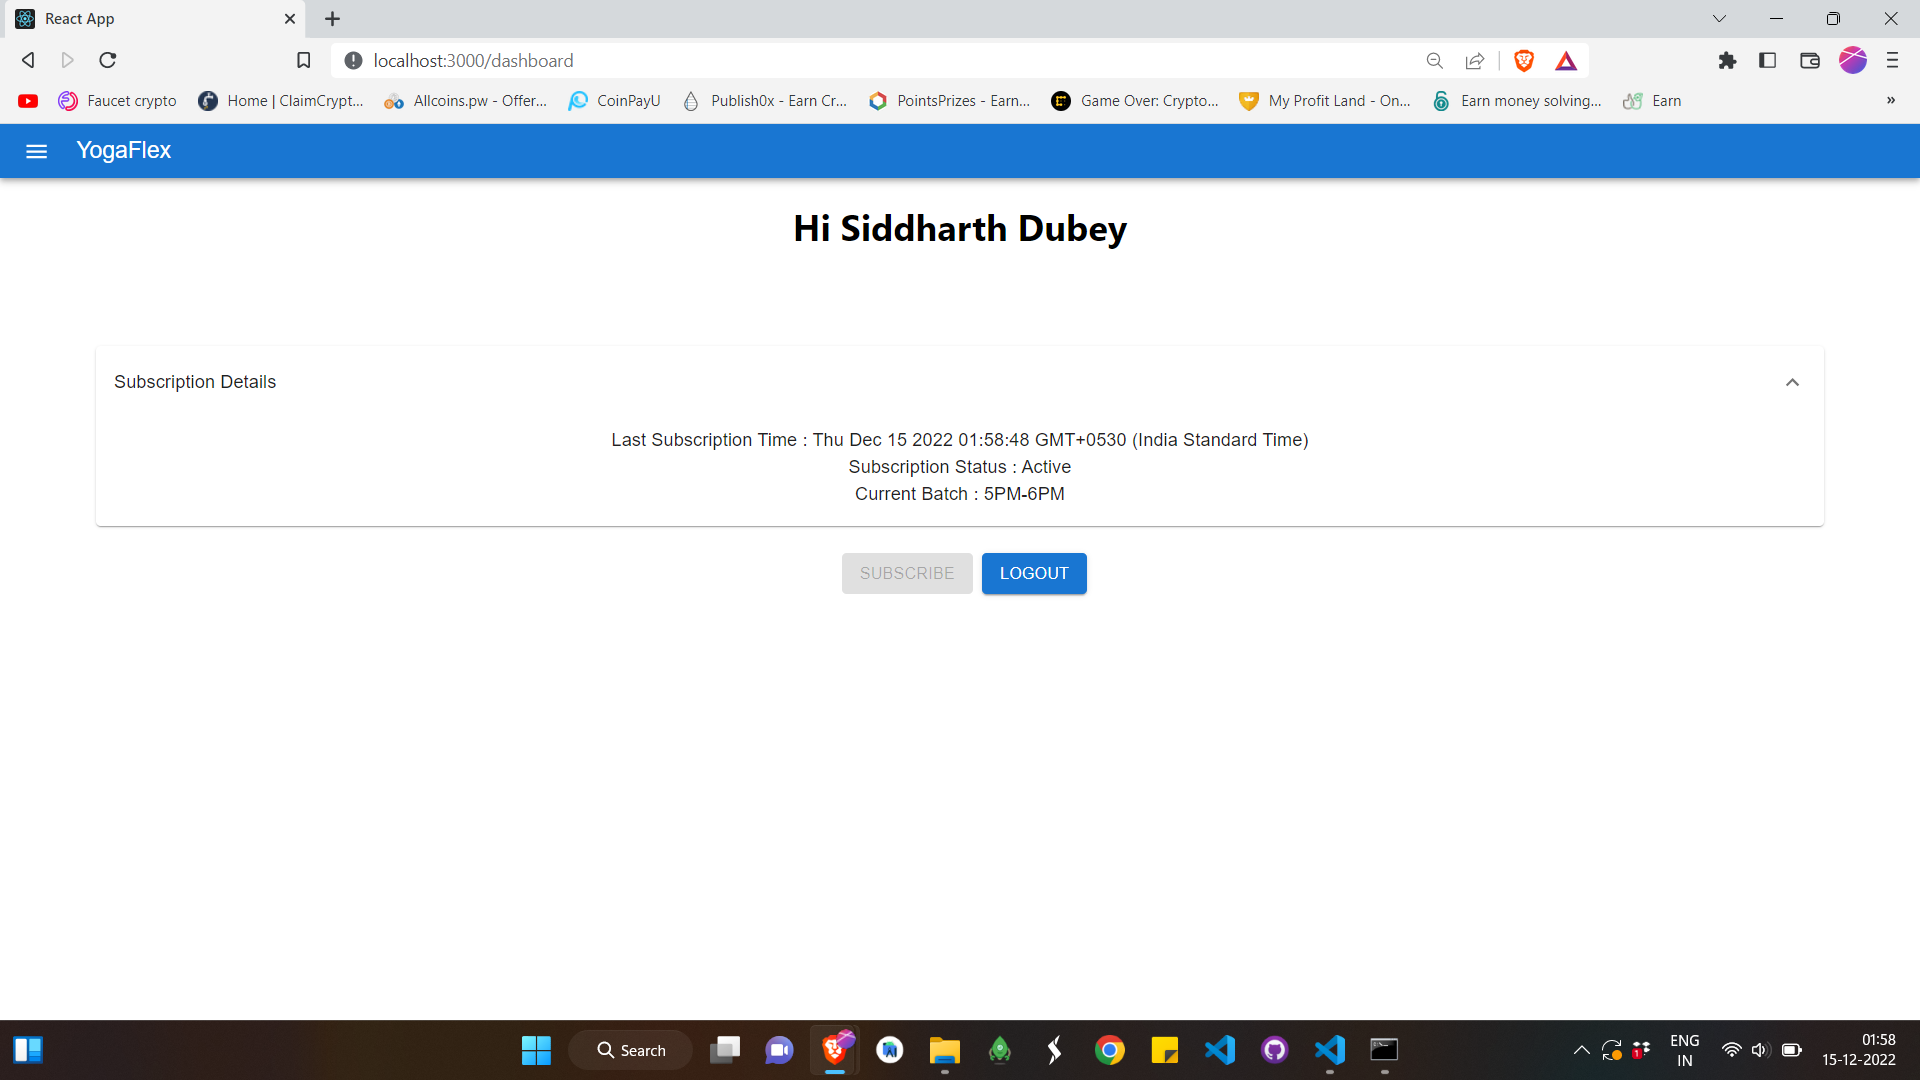 React App
localhost:3000/dashboard
Faucet crypto
Home | ClaimCrypt...
Allcoins.pw - Offer...
CoinPayU
Publish0x - Earn Cr...
PointsPrizes - Earn...
Game Over: Crypto...
My Profit Land - On...
Earn money solving...
Earn
»
YogaFlex
Hi Siddharth Dubey
Subscription Details
Last Subscription Time : Thu Dec 15 2022 01:58:48 GMT+0530 (India Standard Time)
Subscription Status : Active
Current Batch : 5PM-6PM
SUBSCRIBE
LOGOUT
Search
1
ENG
IN
01:58
15-12-2022